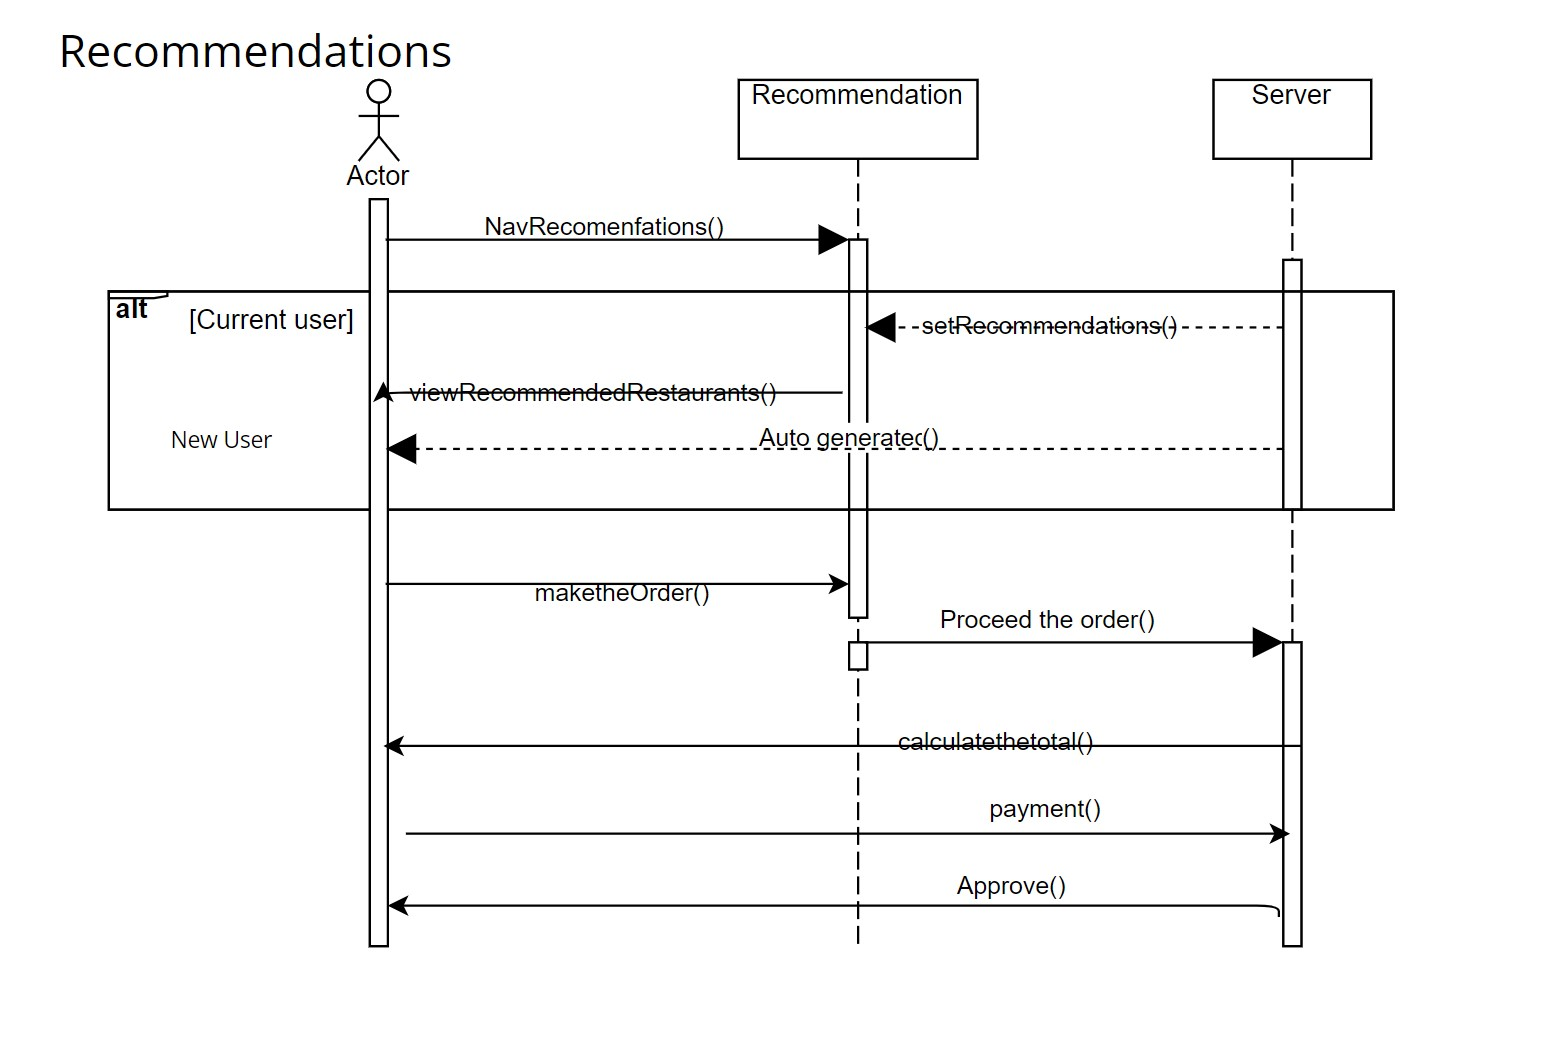 Recommendations
Actor
Recommendation
Server
NavRecomenfations()
alt
[Current user]
setRecommendations()
viewRecommendedRestaurants()
New User
Auto generated()
maketheOrder()
Proceed the order()
calculatethetotal()
payment()
Approve()